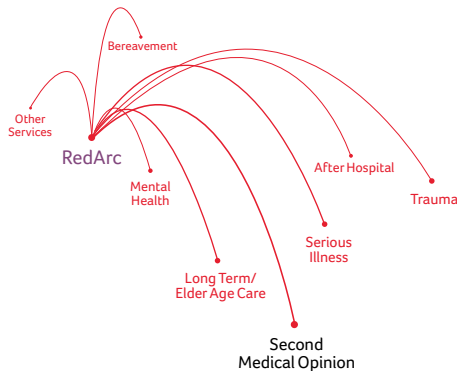 Bereavement
Other
Services
RedArc
Mental
Health
After Hospital
Trauma
Serious
Illness
Long Term/
Elder Age Care
Second
Medical Opinion